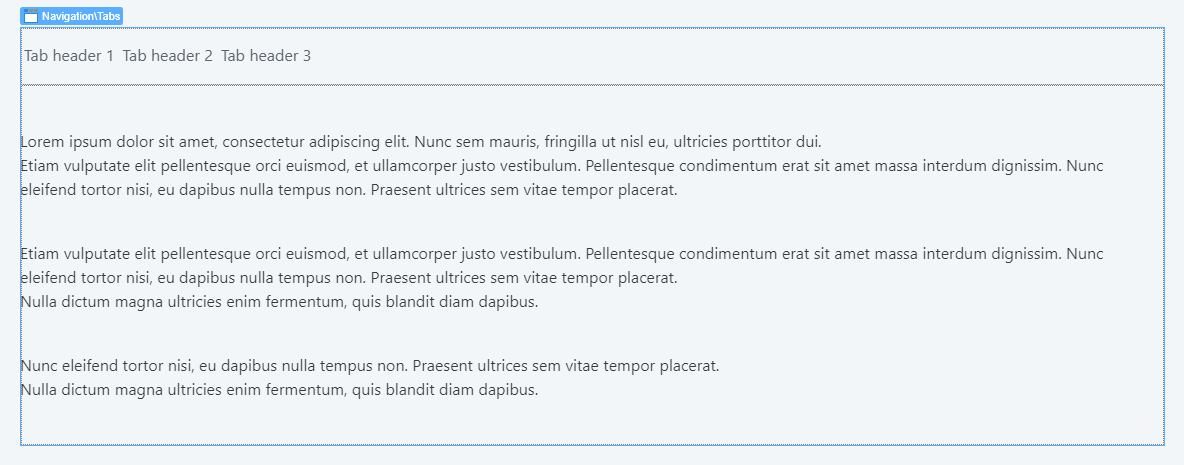 Navigation\Tabs
Tab header 1 Tab header 2 Tab header 3
Lorem ipsum dolor sit amet, consectetur adipiscing elit. Nunc sem mauris, fringilla ut nisl eu, ultricies porttitor dui.
Etiam vulputate elit pellentesque orci euismod, et ullamcorper justo vestibulum. Pellentesque condimentum erat sit amet massa interdum dignissim. Nunc
eleifend tortor nisi, eu dapibus nulla tempus non. Praesent ultrices sem vitae tempor placerat.
Etiam vulputate elit pellentesque orci euismod, et ullamcorper justo vestibulum. Pellentesque condimentum erat sit amet massa interdum dignissim. Nunc
eleifend tortor nisi, eu dapibus nulla tempus non. Praesent ultrices sem vitae tempor placerat.
Nulla dictum magna ultricies enim fermentum, quis blandit diam dapibus.
Nunc eleifend tortor nisi, eu dapibus nulla tempus non. Praesent ultrices sem vitae tempor placerat.
Nulla dictum magna ultricies enim fermentum, quis blandit diam dapibus.